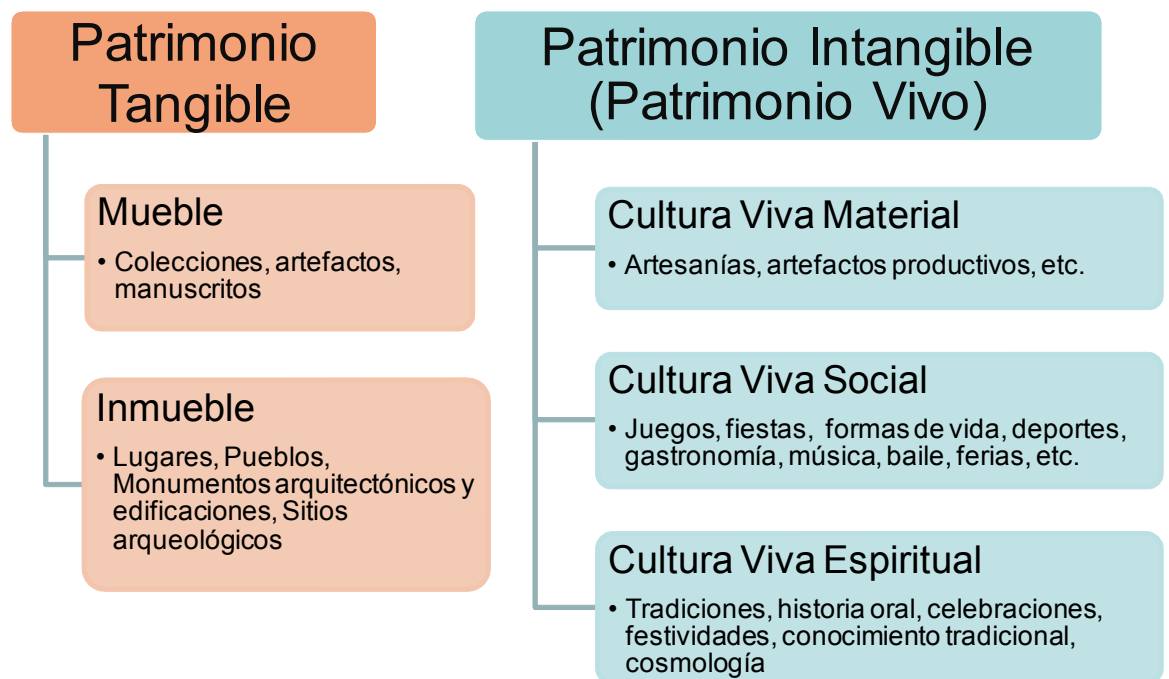 Patrimonio
Tangible
Mueble
• Colecciones, artefactos,
manuscritos
Inmueble
• Lugares, Pueblos,
Monumentos arquitectónicos y
edificaciones, Sitios
arqueológicos
Patrimonio Intangible
(Patrimonio Vivo)
Cultura Viva Material
• Artesanías, artefactos productivos, etc.
Cultura Viva Social
• Juegos, fiestas, formas de vida, deportes,
gastronomía, música, baile, ferias, etc.
Cultura Viva Espiritual
• Tradiciones, historia oral, celebraciones,
festividades, conocimiento tradicional,
cosmología